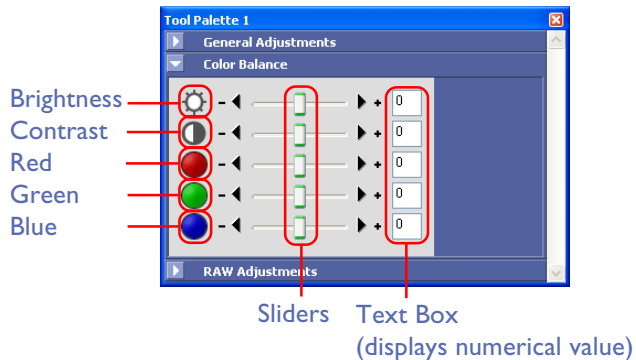 Tool Palette 1
General Adjustments
Color Balance
Brightness - + 0
Contrast - + 0
Red - + 0
Green - + 0
Blue - + 0
RAW Adjustments
Sliders
Text Box
(displays numerical value)